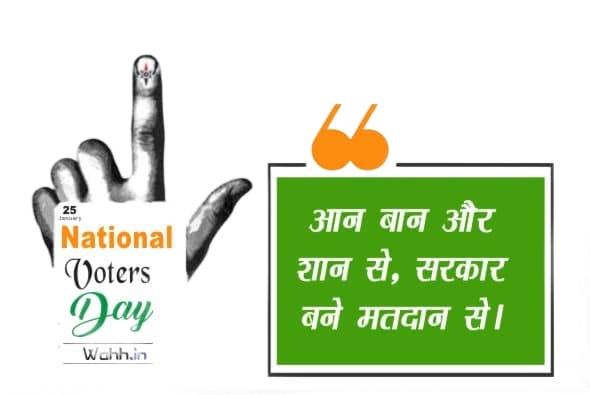 25
January
National
Voters
Day
Wahh.in
आन बान और
शान से, सरकार
बने मतदान से।